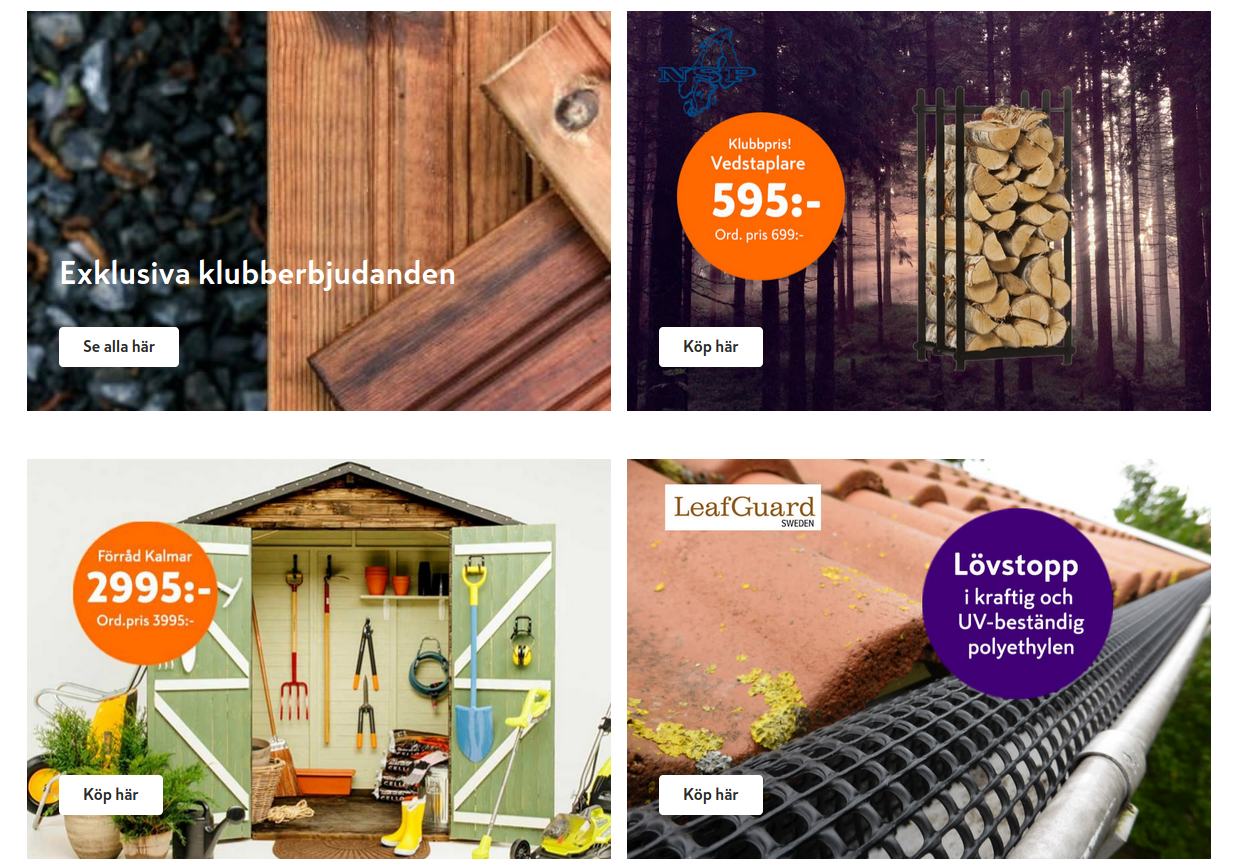 Exklusiva klubberbjudanden
Se alla här
NSP
Klubbpris!
Vedstaplare
595:-
Ord. pris 699:-
Köp här
Förråd Kalmar
2995:-
Ord.pris 3995:-
Köp här
LeafGuard
SWEDEN
Lövstopp
i kraftig och
UV-beständig
polyethylen
Köp här